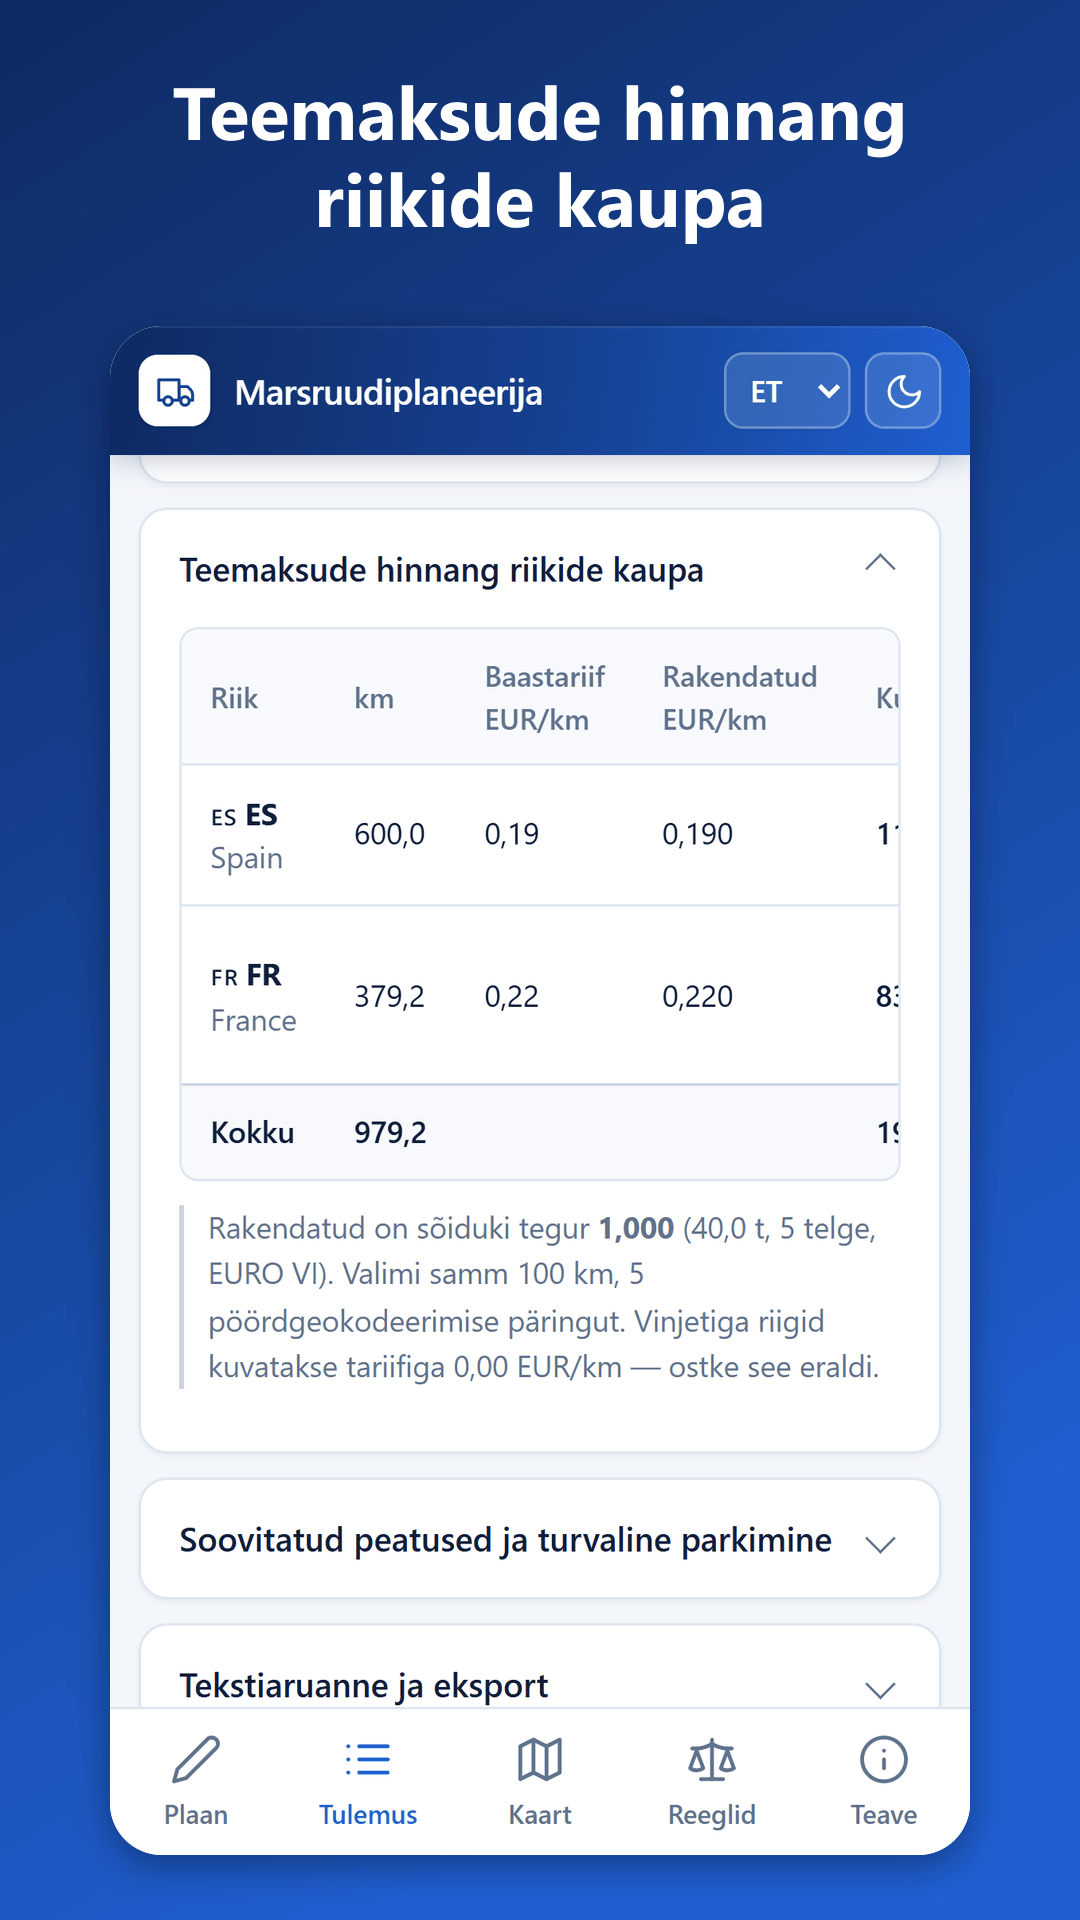 Teemaksude hinnang
riikide kaupa
Marsruudiplaneerija
ET
Teemaksude hinnang riikide kaupa
Riik km Baastariif EUR/km Rakendatud EUR/km
ES ES Spain 600,0 0,19 0,190
FR FR France 379,2 0,22 0,220
Kokku 979,2
Rakendatud on sõiduki tegur 1,000 (40,0 t, 5 telge,
EURO VI). Valimi samm 100 km, 5
pöördgeokodeerimise päringut. Vinjetiga riigid
kuvatakse tariifiga 0,00 EUR/km — ostke see eraldi.
Soovitatud peatused ja turvaline parkimine
Tekstiaruanne ja eksport
Plaan Tulemus Kaart Reeglid Teave